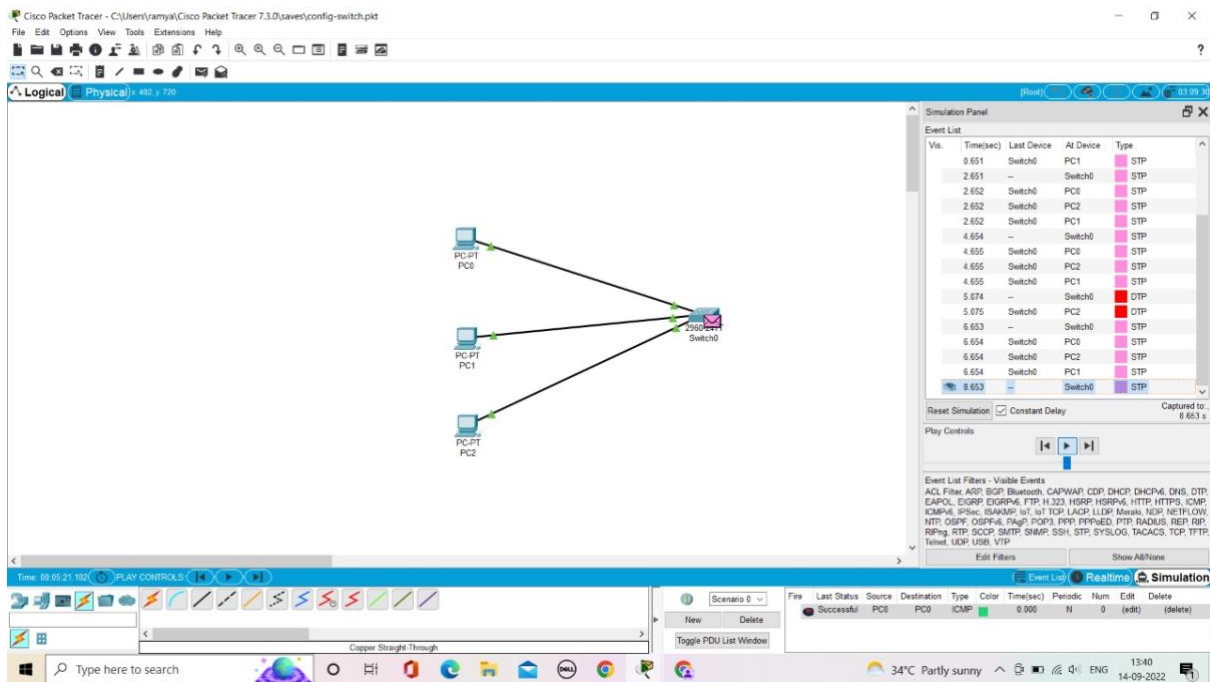 Cisco Packet Tracer - C:\Users\ramya\Cisco Packet Tracer 7.3.0\saves\config-switch.pkt
File Edit Options View Tools Extensions Help
?
Logical Physical x: 492, y: 720 [Root] 03:09:30
Simulation Panel
Event List
Vis. Time(sec) Last Device At Device Type
0.651 Switch0 PC1 STP
2.651 -- Switch0 STP
2.652 Switch0 PC0 STP
2.652 Switch0 PC2 STP
2.652 Switch0 PC1 STP
4.654 -- Switch0 STP
4.655 Switch0 PC0 STP
4.655 Switch0 PC2 STP
4.655 Switch0 PC1 STP
5.074 -- Switch0 DTP
5.075 Switch0 PC2 DTP
6.653 -- Switch0 STP
6.654 Switch0 PC0 STP
6.654 Switch0 PC2 STP
6.654 Switch0 PC1 STP
8.653 -- Switch0 STP
Reset Simulation Constant Delay Captured to:
8.653 s
Play Controls
Event List Filters - Visible Events
ACL Filter, ARP, BGP, Bluetooth, CAPWAP, CDP, DHCP, DHCPv6, DNS, DTP,
EAPOL, EIGRP, EIGRPv6, FTP, H.323, HSRP, HSRPv6, HTTP, HTTPS, ICMP,
ICMPv6, IPSec, ISAKMP, IoT, IoT TCP, LACP, LLDP, Meraki, NDP, NETFLOW,
NTP, OSPF, OSPFv6, PAgP, POP3, PPP, PPPoED, PTP, RADIUS, REP, RIP,
RIPng, RTP, SCCP, SMTP, SNMP, SSH, STP, SYSLOG, TACACS, TCP, TFTP,
Telnet, UDP, USB, VTP
Edit Filters Show All/None
PC-PT
PC0
PC-PT
PC1
PC-PT
PC2
Switch0
Time: 00:05:21.102 PLAY CONTROLS: Event List Realtime Simulation
Copper Straight-Through
Scenario 0
New Delete
Toggle PDU List Window
Fire Last Status Source Destination Type Color Time(sec) Periodic Num Edit Delete
Successful PC0 PC0 ICMP 0.000 N 0 (edit) (delete)
Type here to search
DELL
34°C Partly sunny ENG
13:40
14-09-2022